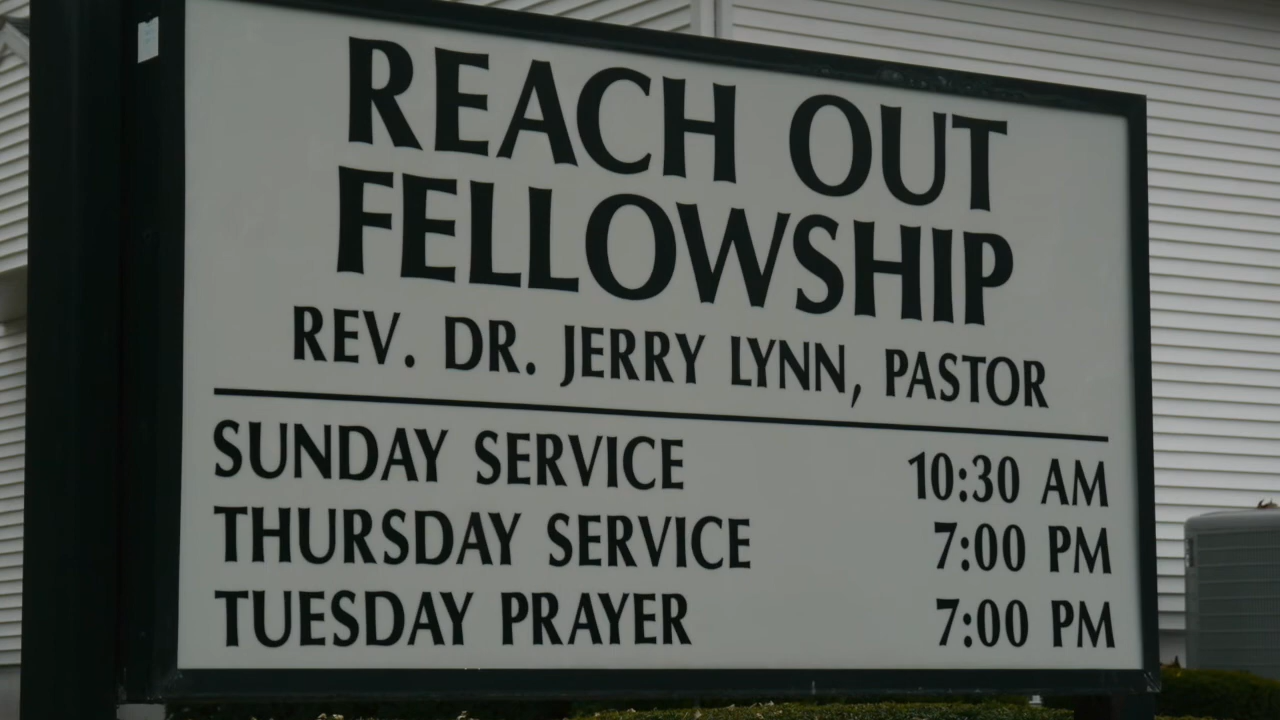 REACH OUT
FELLOWSHIP
REV. DR. JERRY LYNN, PASTOR
SUNDAY SERVICE 10:30 AM
THURSDAY SERVICE 7:00 PM
TUESDAY PRAYER 7:00 PM